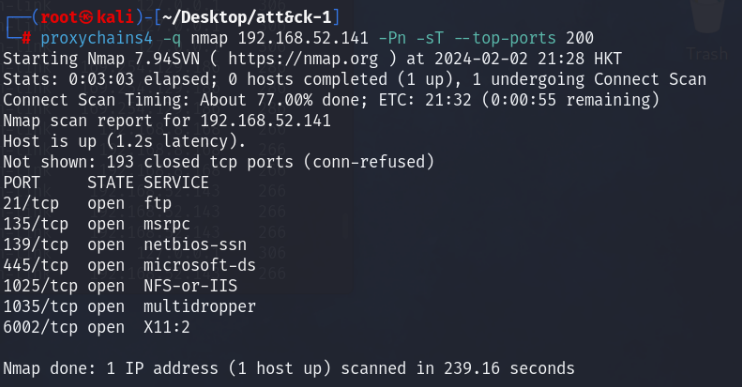 (root㉿kali)-[~/Desktop/att&ck-1]
# proxychains4 -q nmap 192.168.52.141 -Pn -sT --top-ports 200
Starting Nmap 7.94SVN ( https://nmap.org ) at 2024-02-02 21:28 HKT
Stats: 0:03:03 elapsed; 0 hosts completed (1 up), 1 undergoing Connect Scan
Connect Scan Timing: About 77.00% done; ETC: 21:32 (0:00:55 remaining)
Nmap scan report for 192.168.52.141
Host is up (1.2s latency).
Not shown: 193 closed tcp ports (conn-refused)
PORT     STATE SERVICE
21/tcp   open  ftp
135/tcp  open  msrpc
139/tcp  open  netbios-ssn
445/tcp  open  microsoft-ds
1025/tcp open  NFS-or-IIS
1035/tcp open  multidropper
6002/tcp open  X11:2
Nmap done: 1 IP address (1 host up) scanned in 239.16 seconds
Trash